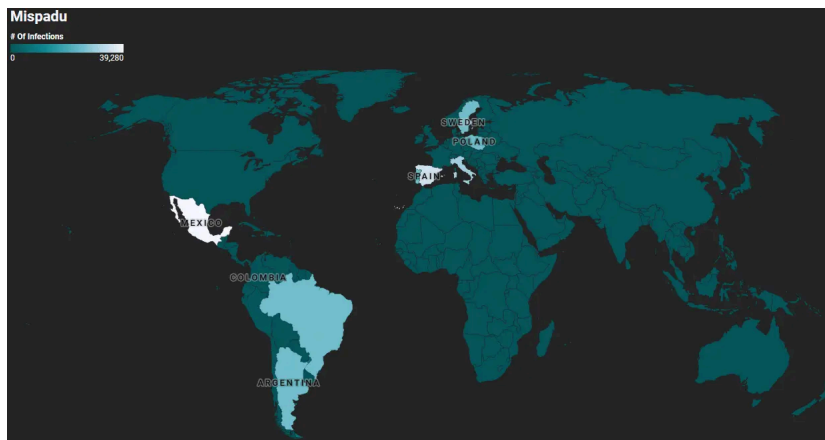 Mispadu
# Of Infections
0 39,280
SWEDEN
POLAND
SPAIN
MEXICO
COLOMBIA
ARGENTINA